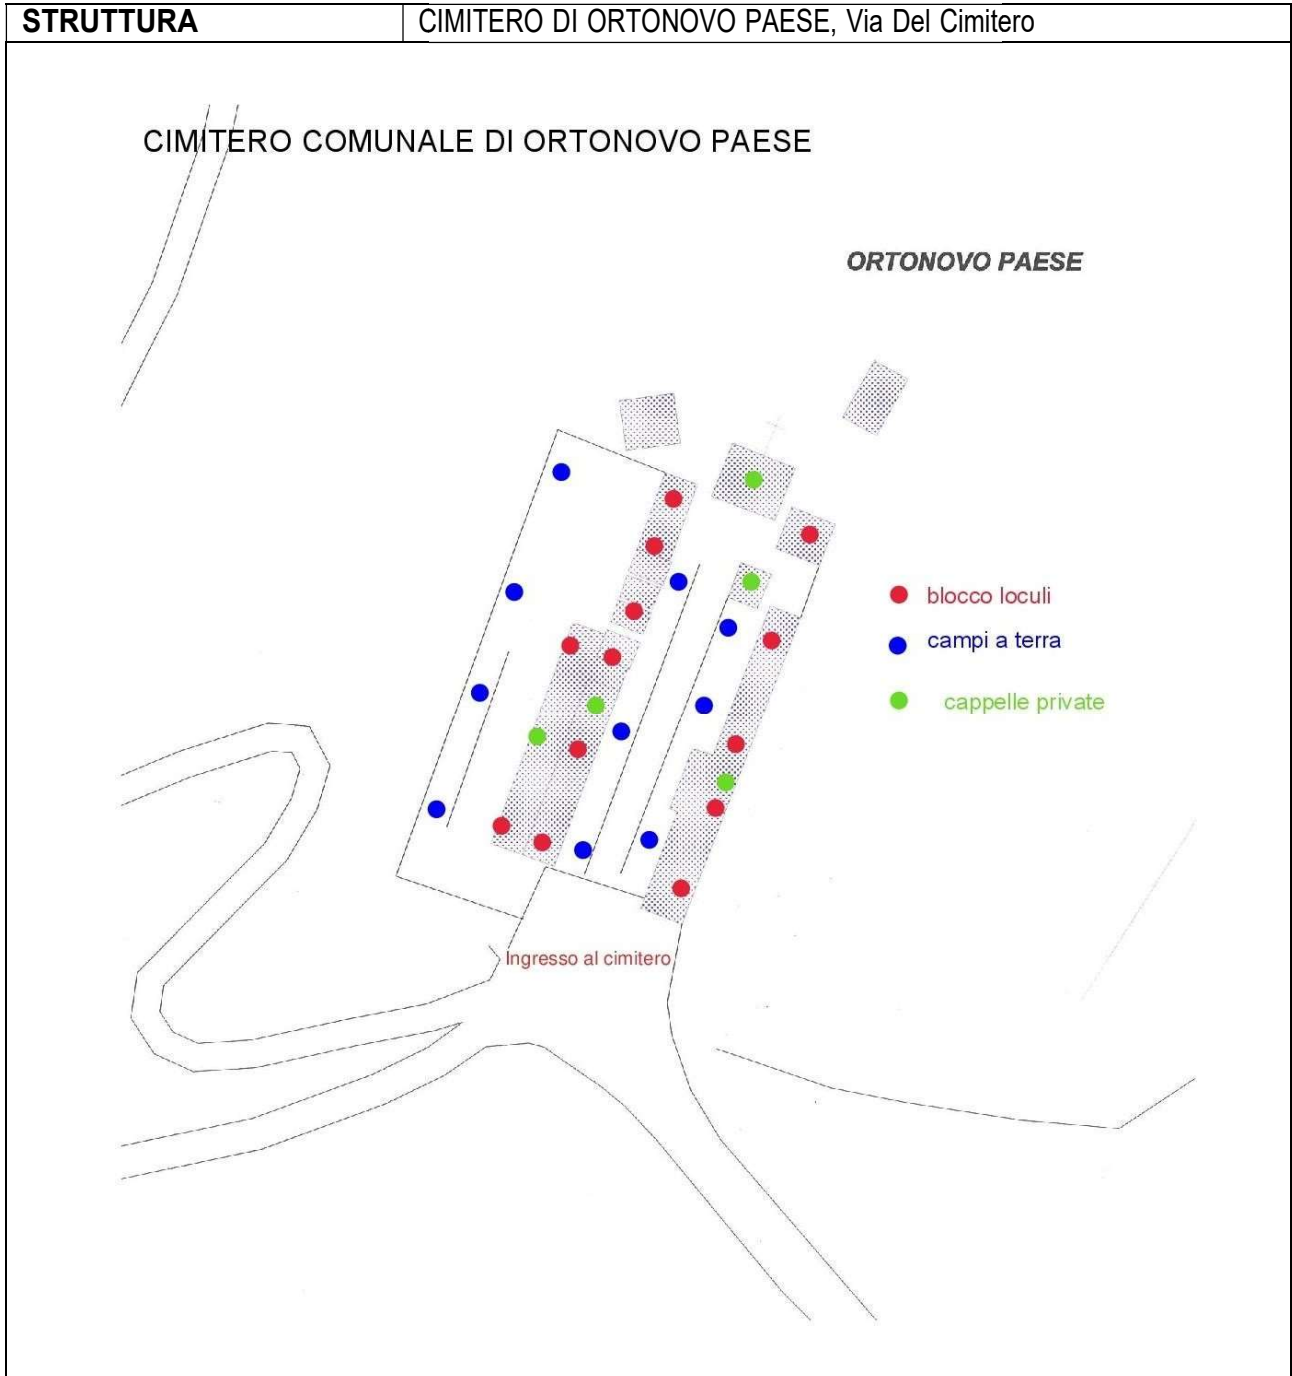 STRUTTURA CIMITERO DI ORTONOVO PAESE, Via Del Cimitero
CIMITERO COMUNALE DI ORTONOVO PAESE
ORTONOVO PAESE
blocco loculi
campi a terra
cappelle private
Ingresso al cimitero